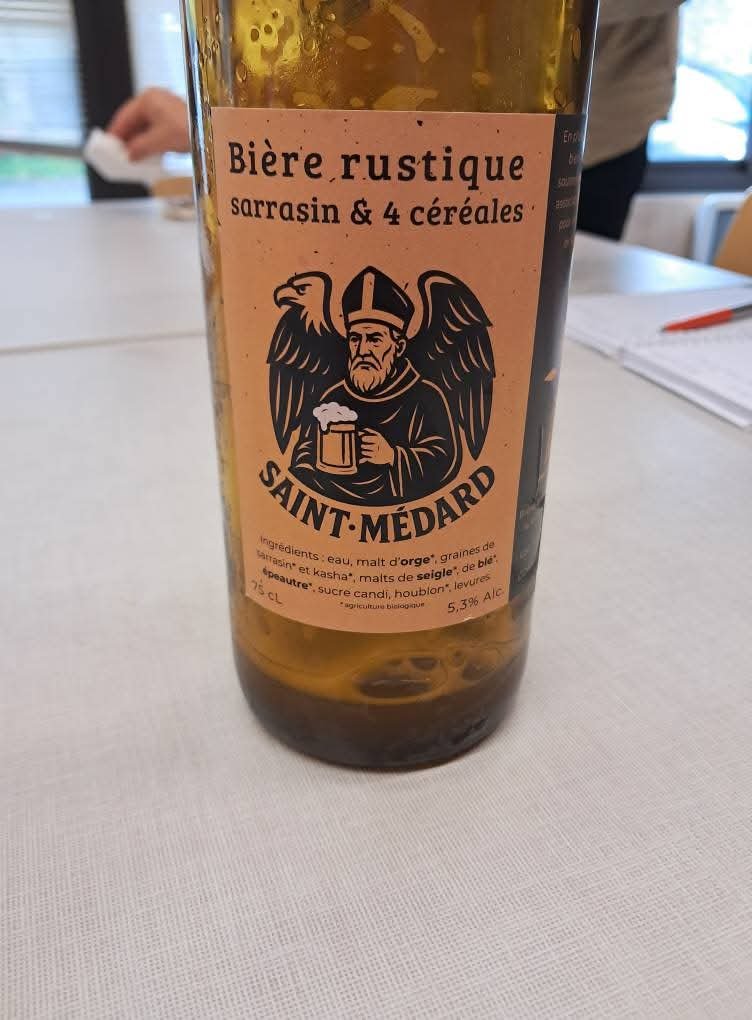 Bière rustique
sarrasin & 4 céréales
SAINT·MÉDARD
Ingrédients : eau, malt d'orge*, graines de
sarrasin* et kasha*, malts de seigle*, de blé*,
épeautre*, sucre candi, houblon*, levures
* agriculture biologique
75 cL
5,3% Alc.